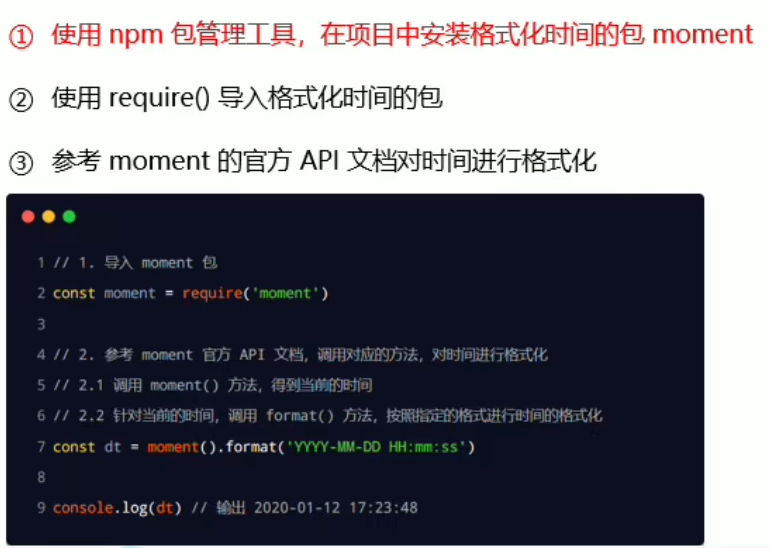 ① 使用 npm 包管理工具，在项目中安装格式化时间的包 moment
② 使用 require() 导入格式化时间的包
③ 参考 moment 的官方 API 文档对时间进行格式化
1 // 1. 导入 moment 包
2 const moment = require('moment')
3
4 // 2. 参考 moment 官方 API 文档，调用对应的方法，对时间进行格式化
5 // 2.1 调用 moment() 方法，得到当前的时间
6 // 2.2 针对当前的时间，调用 format() 方法，按照指定的格式进行时间的格式化
7 const dt = moment().format('YYYY-MM-DD HH:mm:ss')
8
9 console.log(dt) // 输出 2020-01-12 17:23:48